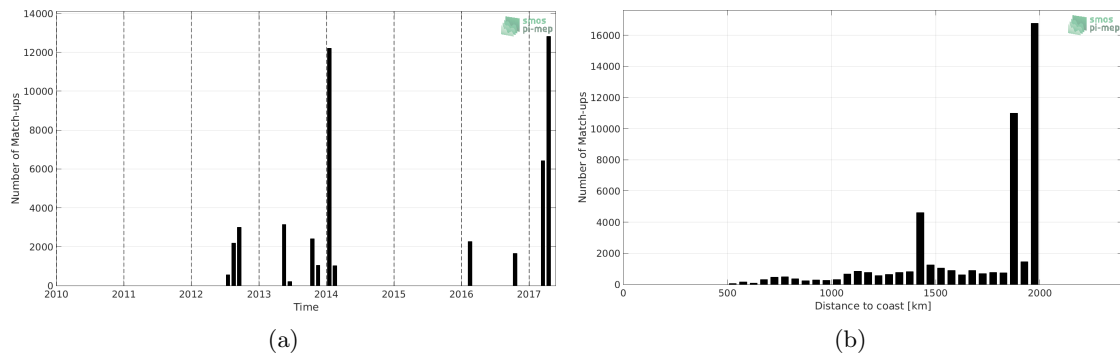 14000
12000
10000
8000
6000
4000
2000
0
Number of Match-ups
2010 2011 2012 2013 2014 2015 2016 2017
Time
smos
pi-mep
(a)
16000
14000
12000
10000
8000
6000
4000
2000
0
Number of Match-ups
0 500 1000 1500 2000
Distance to coast [km]
smos
pi-mep
(b)